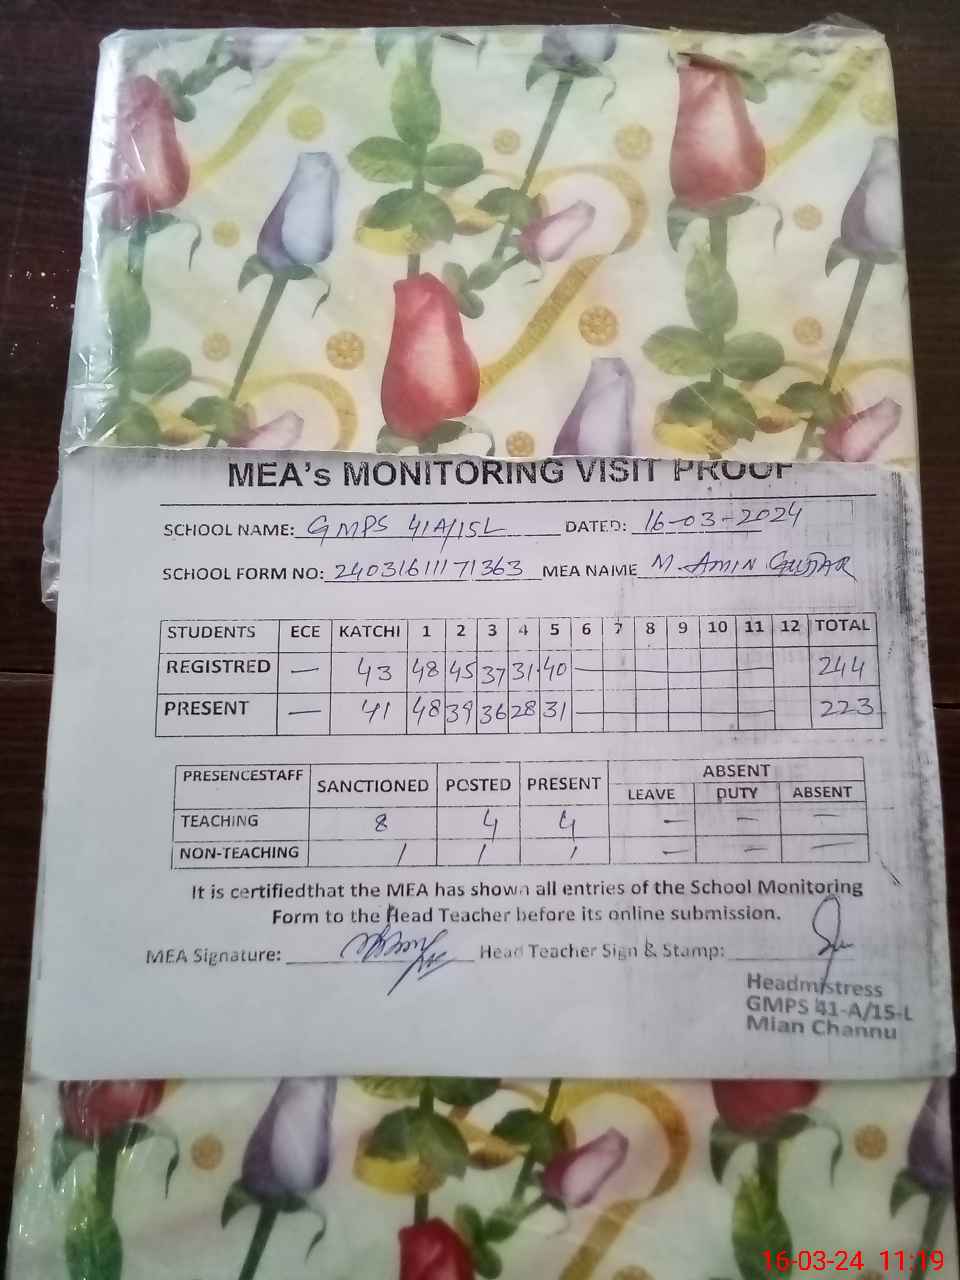 MEA's MONITORING VISIT PROOF
SCHOOL NAME: GMPS 41A/15L DATED: 16-03-2024
SCHOOL FORM NO: 24031611171363 MEA NAME M. AMIN GUJJAR
STUDENTS ECE KATCHI 1 2 3 4 5 6 7 8 9 10 11 12 TOTAL
REGISTRED — 43 48 45 37 31 40 — 244
PRESENT — 41 48 39 36 28 31 — 223
PRESENCESTAFF SANCTIONED POSTED PRESENT ABSENT
LEAVE DUTY ABSENT
TEACHING 8 4 4 — — —
NON-TEACHING 1 1 1 — — —
It is certifiedthat the MEA has shown all entries of the School Monitoring
Form to the Head Teacher before its online submission.
MEA Signature: Head Teacher Sign & Stamp:
Headmistress
GMPS 41-A/15-L
Mian Channu
16-03-24 11:19